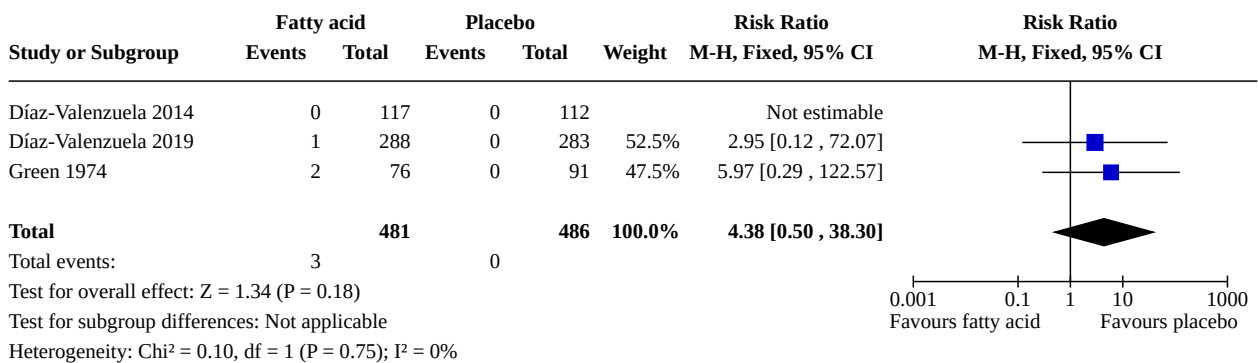 Fatty acid Placebo Risk Ratio Risk Ratio
Study or Subgroup Events Total Events Total Weight M-H, Fixed, 95% CI M-H, Fixed, 95% CI
Díaz-Valenzuela 2014 0 117 0 112 Not estimable
Díaz-Valenzuela 2019 1 288 0 283 52.5% 2.95 [0.12 , 72.07]
Green 1974 2 76 0 91 47.5% 5.97 [0.29 , 122.57]
Total 481 486 100.0% 4.38 [0.50 , 38.30]
Total events: 3 0
Test for overall effect: Z = 1.34 (P = 0.18)
0.001 0.1 1 10 1000
Test for subgroup differences: Not applicable
Favours fatty acid Favours placebo
Heterogeneity: Chi² = 0.10, df = 1 (P = 0.75); I² = 0%